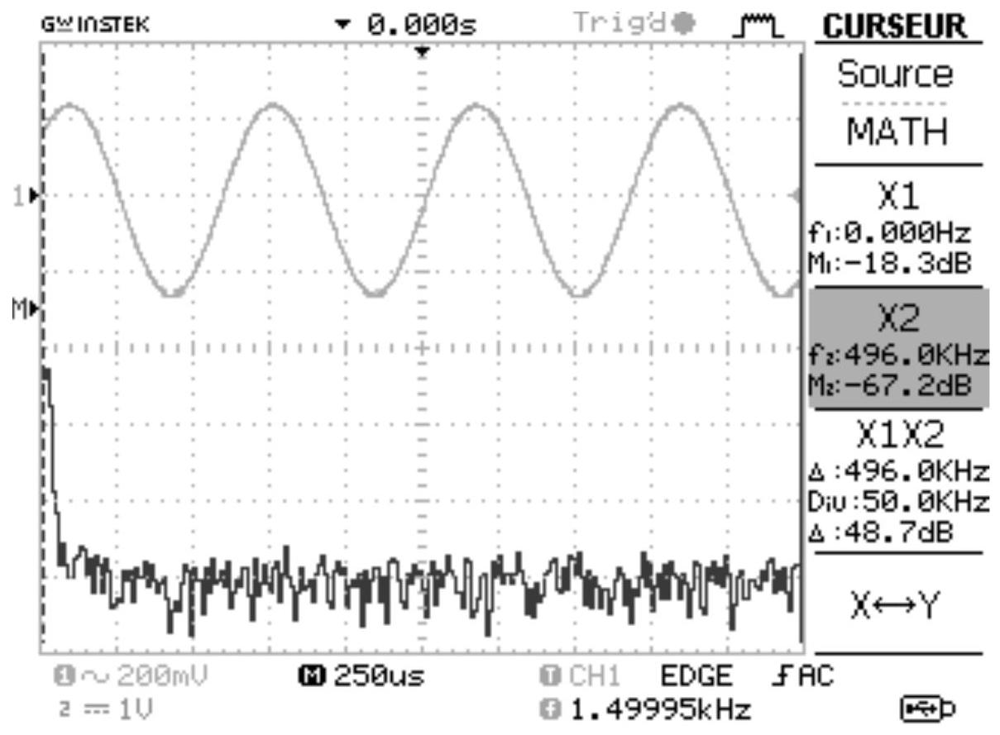 GW INSTEK
0.000s
Trig'd
CURSEUR
Source
MATH
1
M
X1
f1:0.000Hz
M1:-18.3dB
X2
f2:496.0KHz
M2:-67.2dB
X1X2
Δ:496.0KHz
Div:50.0KHz
Δ:48.7dB
X↔Y
1 ~ 200mV
M 250us
T CH1 EDGE ƒ AC
2 ⎓ 1V
f 1.49995kHz